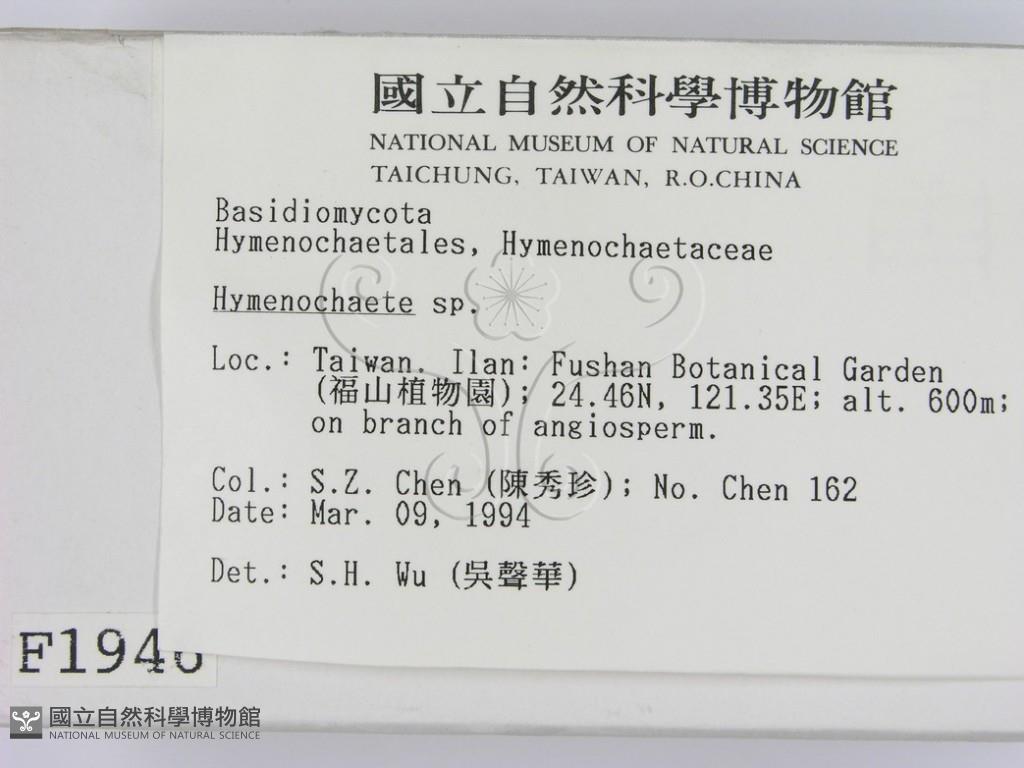 國立自然科學博物館
NATIONAL MUSEUM OF NATURAL SCIENCE
TAICHUNG, TAIWAN, R.O.CHINA
Basidiomycota
Hymenochaetales, Hymenochaetaceae
Hymenochaete sp.
Loc.: Taiwan. Ilan: Fushan Botanical Garden
(福山植物園); 24.46N, 121.35E; alt. 600m;
on branch of angiosperm.
Col.: S.Z. Chen (陳秀珍); No. Chen 162
Date: Mar. 09, 1994
Det.: S.H. Wu (吳聲華)
國立自然科學博物館
NATIONAL MUSEUM OF NATURAL SCIENCE